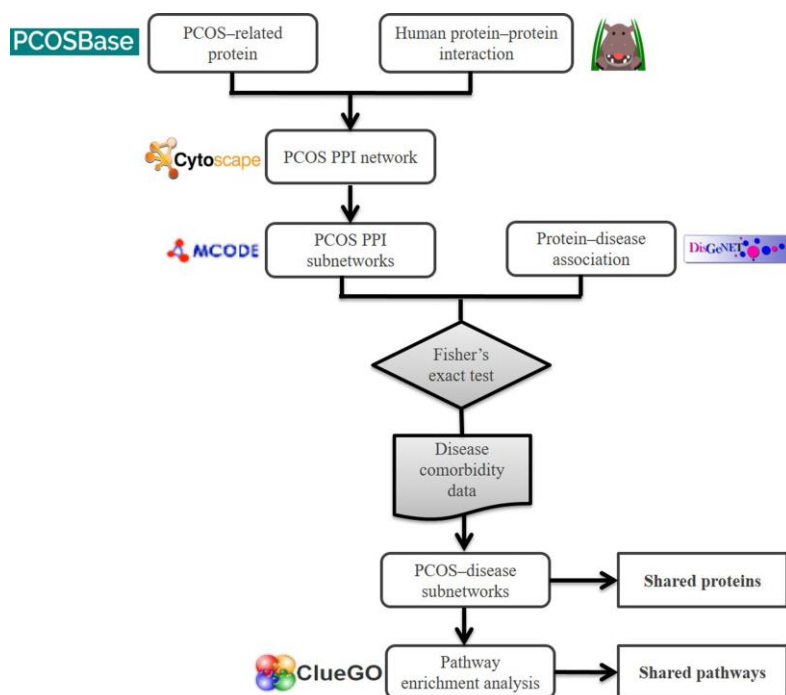 PCOSBase
PCOS–related
protein
Human protein–protein
interaction
Cytoscape
PCOS PPI network
MCODE
PCOS PPI
subnetworks
Protein–disease
association
DisGeNET
Fisher’s
exact test
Disease
comorbidity
data
PCOS–disease
subnetworks
Shared proteins
ClueGO
Pathway
enrichment analysis
Shared pathways